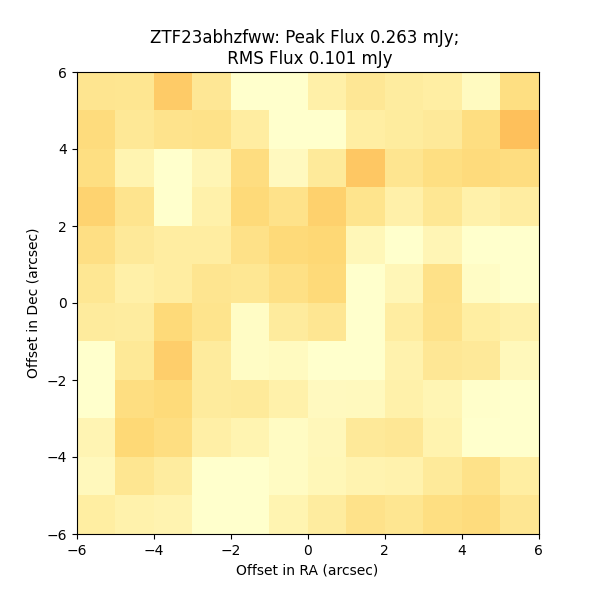 ZTF23abhzfww: Peak Flux 0.263 mJy;
RMS Flux 0.101 mJy
6
4
2
0
−2
−4
−6
Offset in Dec (arcsec)
−6 −4 −2 0 2 4 6
Offset in RA (arcsec)